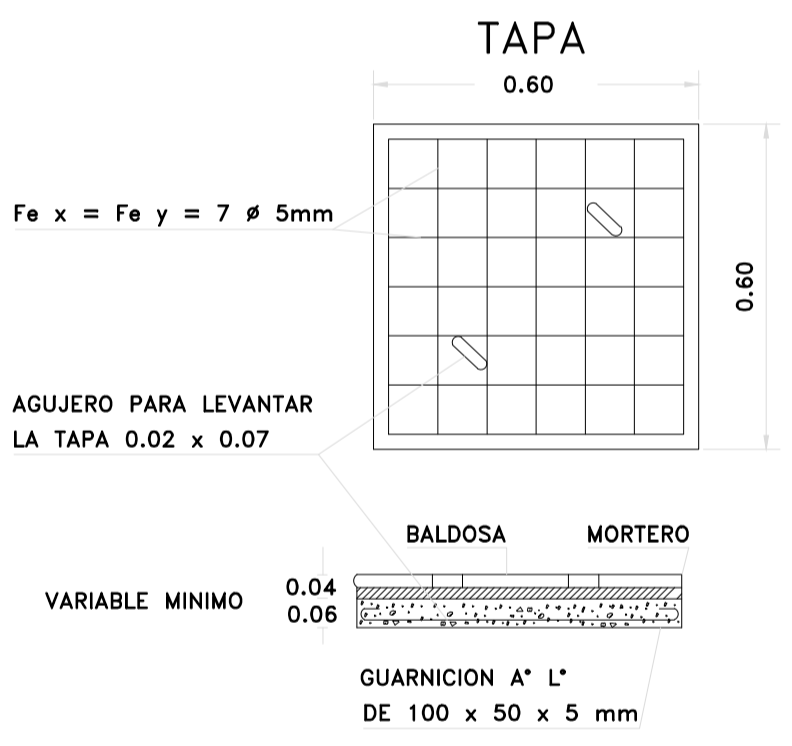 TAPA
0.60
Fe x = Fe y = 7 ø 5mm
0.60
AGUJERO PARA LEVANTAR
LA TAPA 0.02 x 0.07
BALDOSA
MORTERO
VARIABLE MINIMO
0.04
0.06
GUARNICION A° L°
DE 100 x 50 x 5 mm